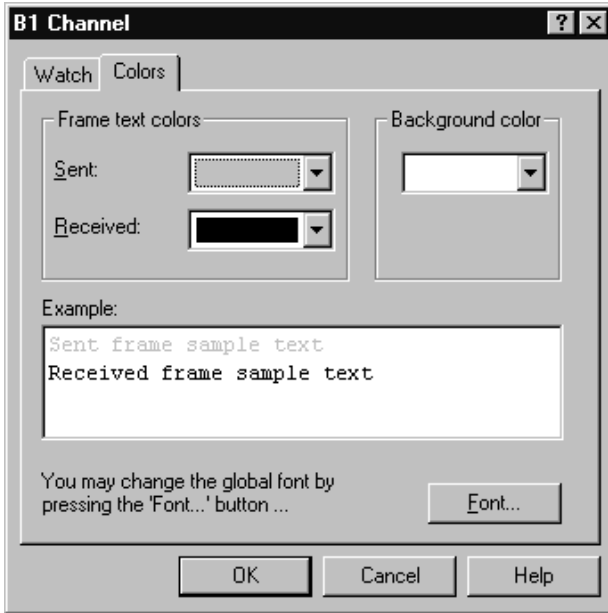 B1 Channel
Watch Colors
Frame text colors Background color
Sent:
Received:
Example:
Sent frame sample text
Received frame sample text
You may change the global font by
pressing the 'Font...' button ...
Font...
OK Cancel Help